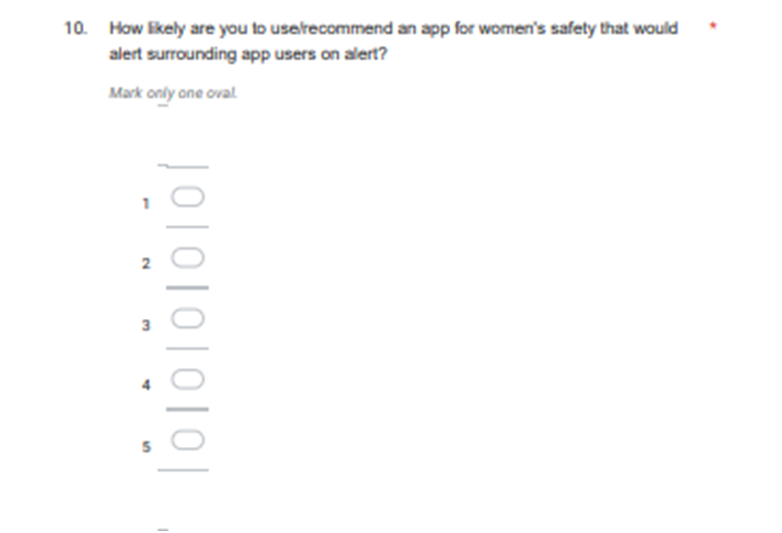 10. How likely are you to use/recommend an app for women's safety that would *
alert surrounding app users on alert?
Mark only one oval.
1
2
3
4
5